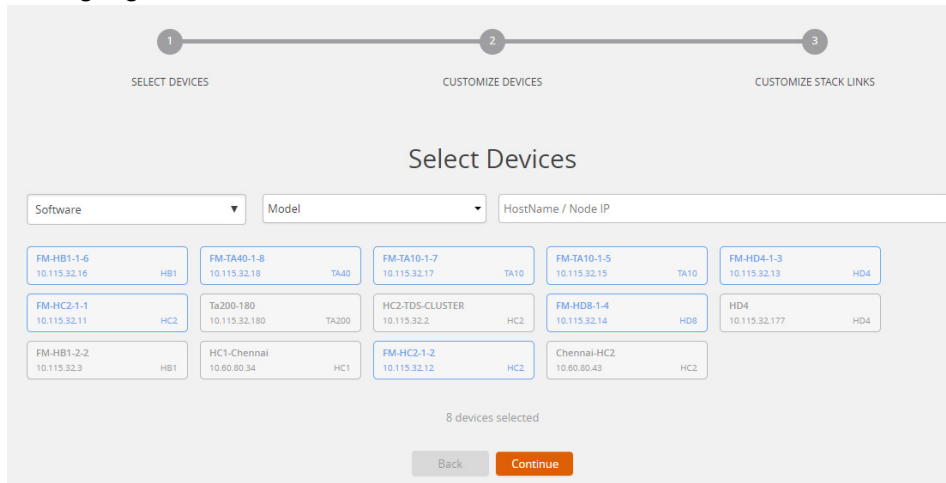 1 2 3
SELECT DEVICES CUSTOMIZE DEVICES CUSTOMIZE STACK LINKS
Select Devices
Software Model HostName / Node IP
FM-HB1-1-6 FM-TA40-1-8 FM-TA10-1-7 FM-TA10-1-5 FM-HD4-1-3
10.115.32.16 HB1 10.115.32.18 TA40 10.115.32.17 TA10 10.115.32.15 TA10 10.115.32.13 HD4
FM-HC2-1-1 Ta200-180 HC2-TDS-CLUSTER FM-HD8-1-4 HD4
10.115.32.11 HC2 10.115.32.180 TA200 10.115.32.2 HC2 10.115.32.14 HD8 10.115.32.177 HD4
FM-HB1-2-2 HC1-Chennai FM-HC2-1-2 Chennai-HC2
10.115.32.3 HB1 10.60.80.34 HC1 10.115.32.12 HC2 10.60.80.43 HC2
8 devices selected
Back Continue